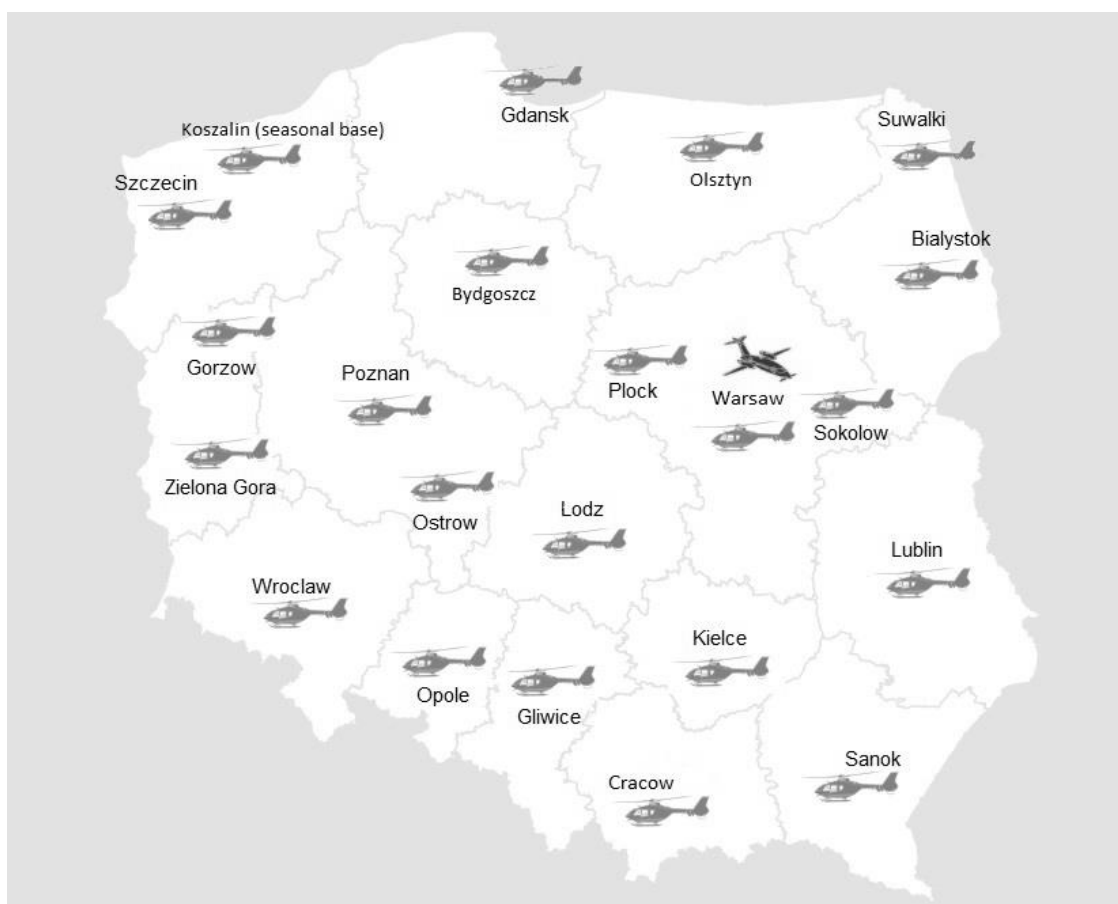 Gdansk
Suwalki
Koszalin (seasonal base)
Olsztyn
Szczecin
Bialystok
Bydgoszcz
Gorzow
Poznan
Plock
Warsaw
Sokolow
Zielona Gora
Ostrow
Lodz
Lublin
Wroclaw
Kielce
Opole
Gliwice
Sanok
Cracow